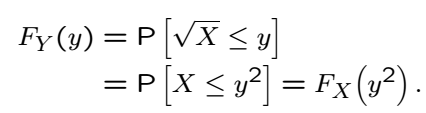 F_Y(y) = P[√X ≤ y]
= P[X ≤ y²] = F_X(y²).